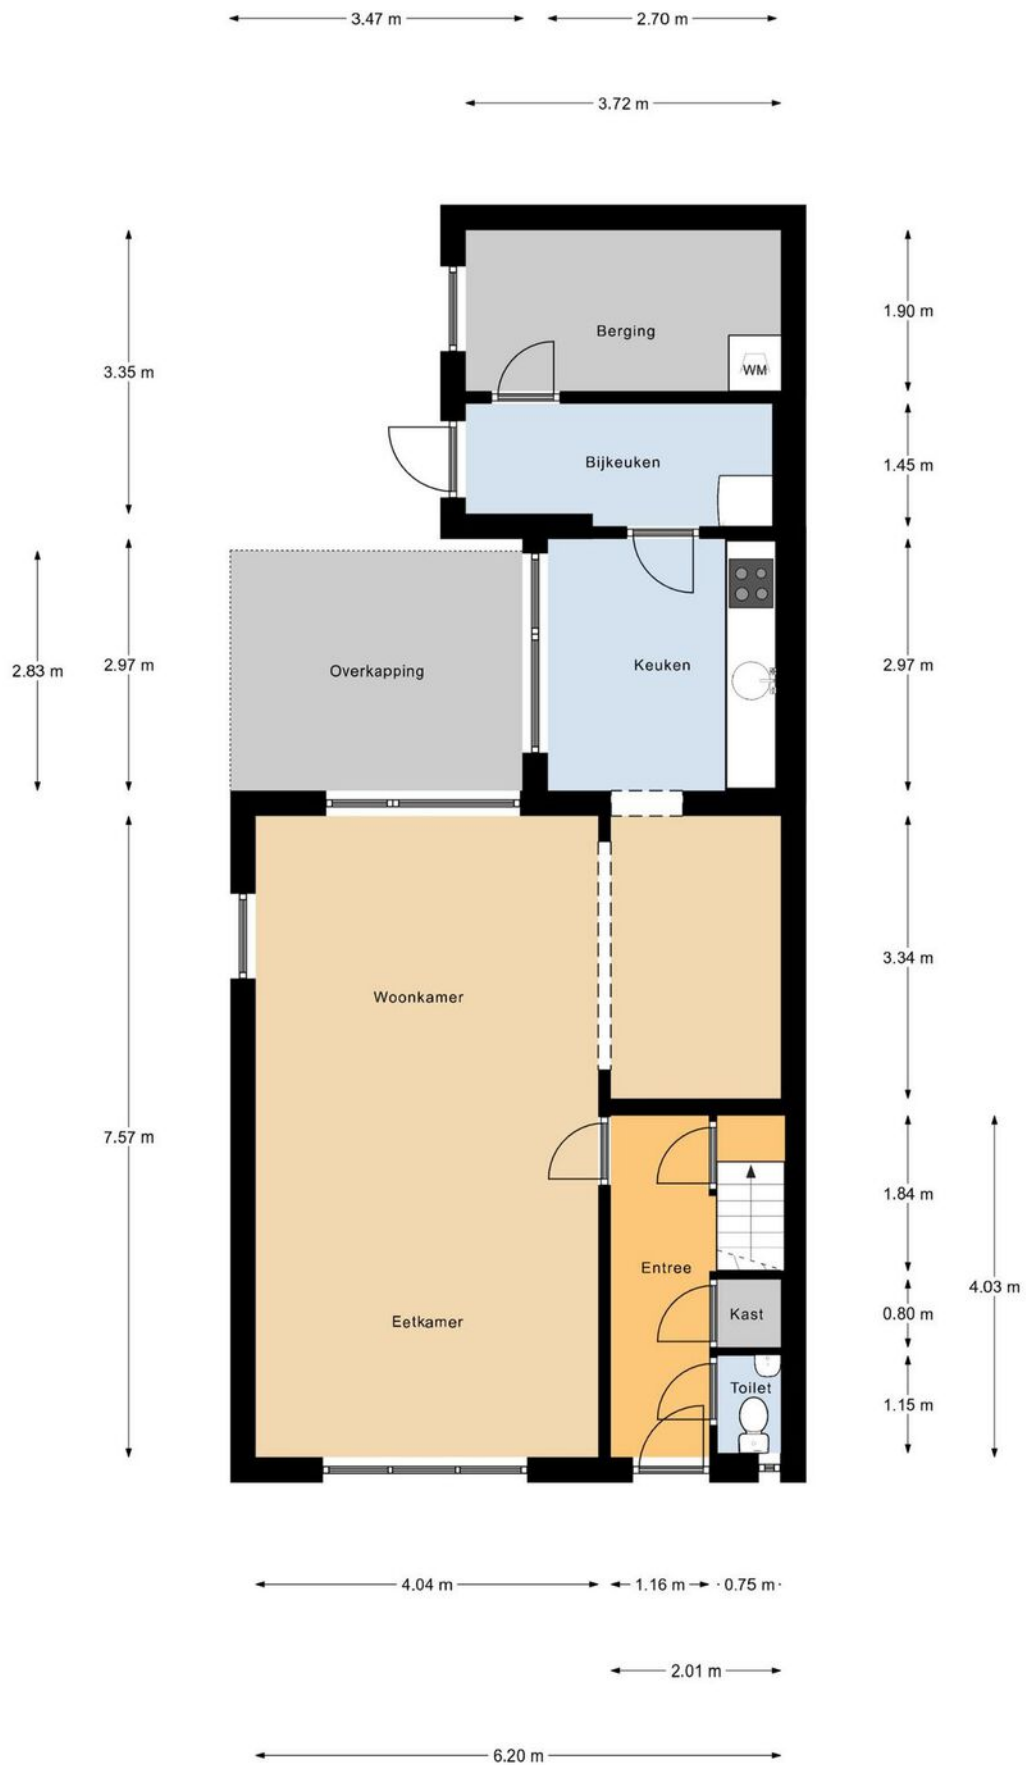 3.47 m
2.70 m
3.72 m
1.90 m
Berging
3.35 m
WM
Bijkeuken
1.45 m
Keuken
2.97 m
2.97 m
2.83 m
Overkapping
3.34 m
Woonkamer
7.57 m
1.84 m
Entree
4.03 m
Kast
0.80 m
Eetkamer
Toilet
1.15 m
4.04 m
1.16 m
0.75 m
2.01 m
6.20 m